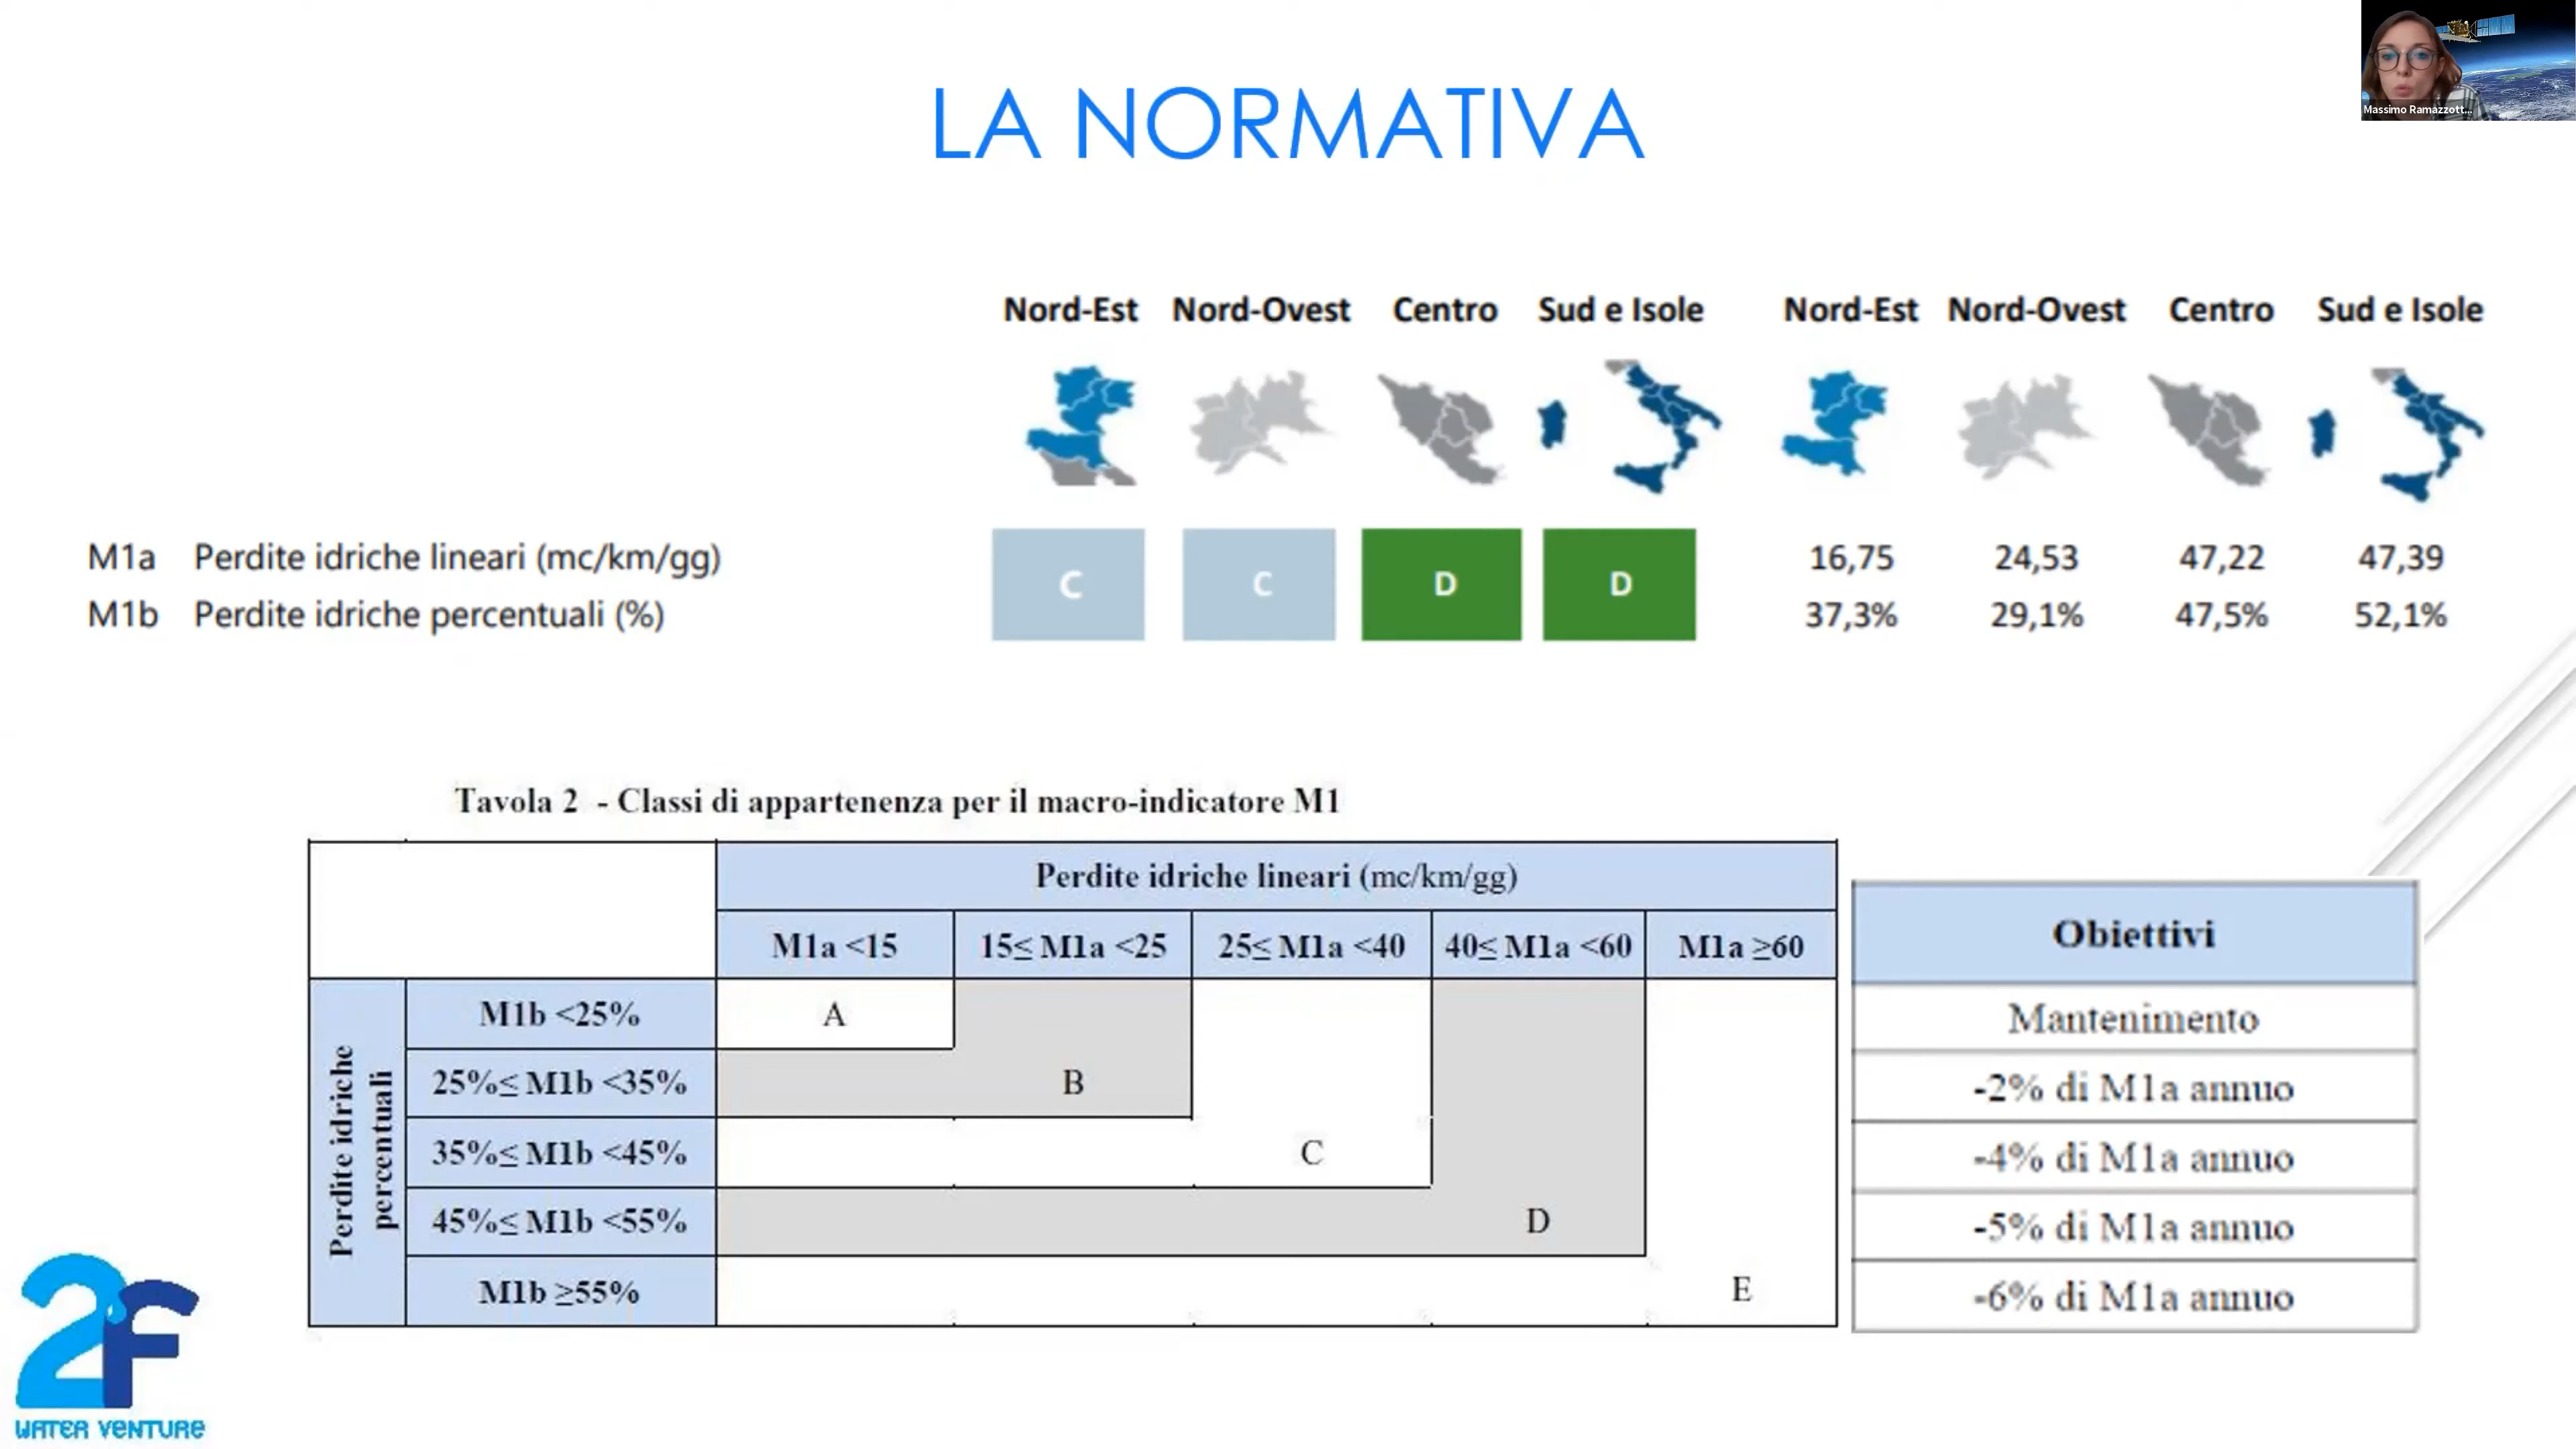 Massimo Ramazzott...
LA NORMATIVA
Nord-Est Nord-Ovest Centro Sud e Isole Nord-Est Nord-Ovest Centro Sud e Isole
M1a Perdite idriche lineari (mc/km/gg) 16,75 24,53 47,22 47,39
C C D D
M1b Perdite idriche percentuali (%) 37,3% 29,1% 47,5% 52,1%
Tavola 2 - Classi di appartenenza per il macro-indicatore M1
Perdite idriche lineari (mc/km/gg)
M1a <15 15≤ M1a <25 25≤ M1a <40 40≤ M1a <60 M1a ≥60
Obiettivi
Perdite idriche
percentuali
M1b <25% A
Mantenimento
25%≤ M1b <35% B
-2% di M1a annuo
35%≤ M1b <45% C
-4% di M1a annuo
45%≤ M1b <55% D
-5% di M1a annuo
M1b ≥55% E
-6% di M1a annuo
2F
WATER VENTURE